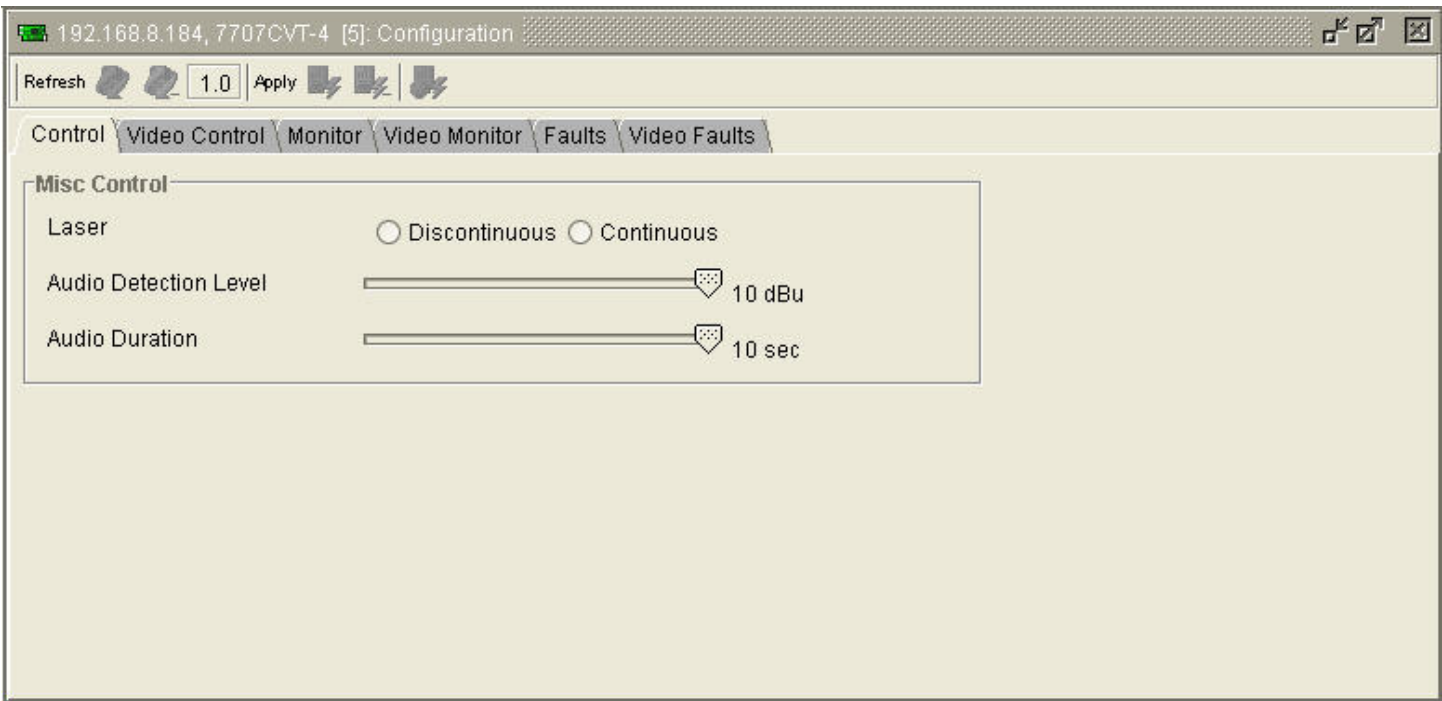 192.168.8.184, 7707CVT-4 [5]: Configuration
Refresh 1.0 Apply
Control Video Control Monitor Video Monitor Faults Video Faults
Misc Control
Laser Discontinuous Continuous
Audio Detection Level 10 dBu
Audio Duration 10 sec